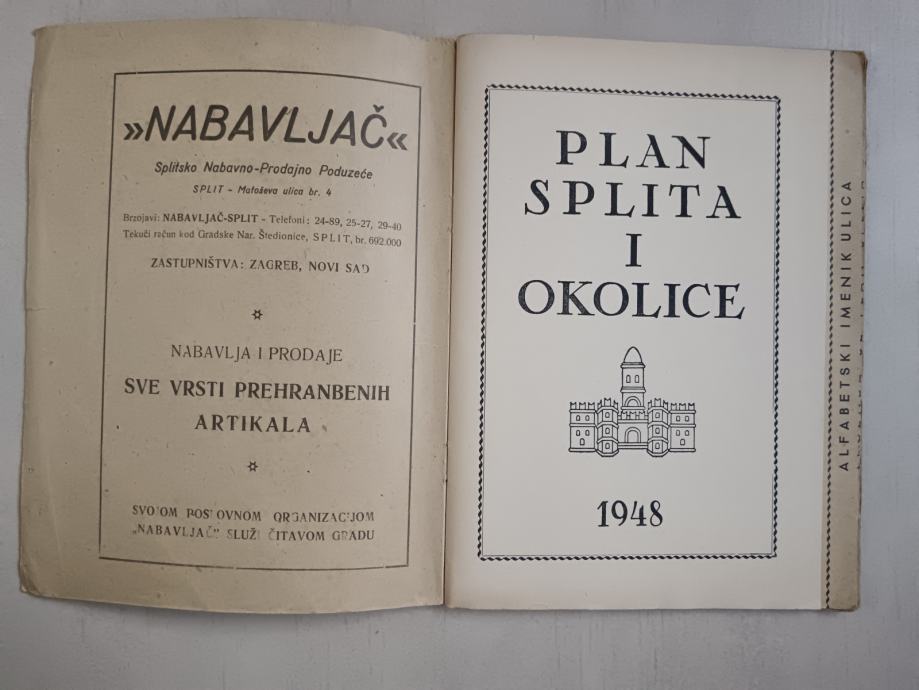 »NABAVLJAČ«
Splitsko Nabavno-Prodajno Poduzeće
SPLIT - Matoševa ulica br. 4
Brzojavi: NABAVLJAČ-SPLIT - Telefoni: 24-89, 25-27, 29-40
Tekući račun kod Gradske Nar. Štedionice, SPLIT, br. 692.000
ZASTUPNIŠTVA: ZAGREB, NOVI SAD
NABAVLJA I PRODAJE
SVE VRSTI PREHRANBENIH
ARTIKALA
SVOJOM POSLOVNOM ORGANIZACIJOM
„NABAVLJAČ" SLUŽI ČITAVOM GRADU
PLAN
SPLITA
I
OKOLICE
1948
ALFABETSKI IMENIK ULICA